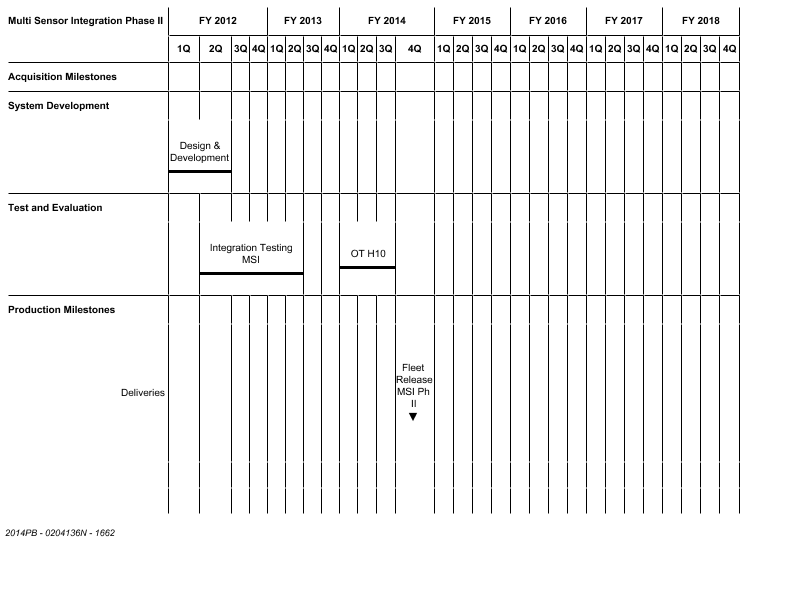 Multi Sensor Integration Phase II FY 2012 FY 2013 FY 2014 FY 2015 FY 2016 FY 2017 FY 2018
1Q 2Q 3Q 4Q 1Q 2Q 3Q 4Q 1Q 2Q 3Q 4Q 1Q 2Q 3Q 4Q 1Q 2Q 3Q 4Q 1Q 2Q 3Q 4Q 1Q 2Q 3Q 4Q
Acquisition Milestones
System Development
Design &
Development
Test and Evaluation
Integration Testing
MSI
OT H10
Production Milestones
Deliveries
Fleet
Release
MSI Ph
II
2014PB - 0204136N - 1662